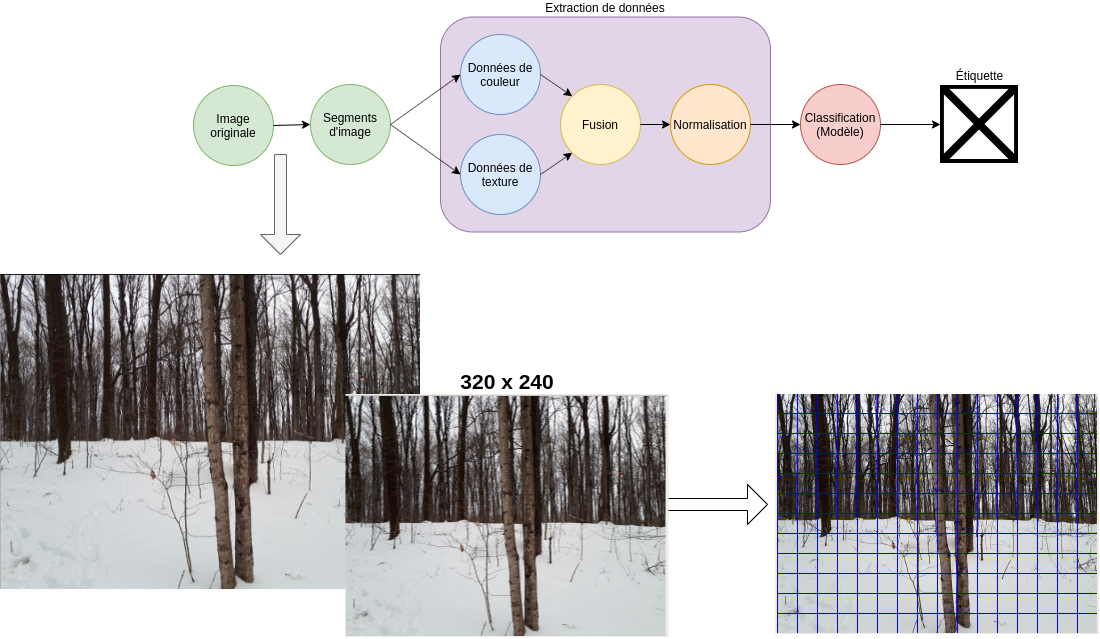 Extraction de données
Image
originale
Segments
d'image
Données de
couleur
Données de
texture
Fusion
Normalisation
Classification
(Modèle)
Étiquette
320 x 240